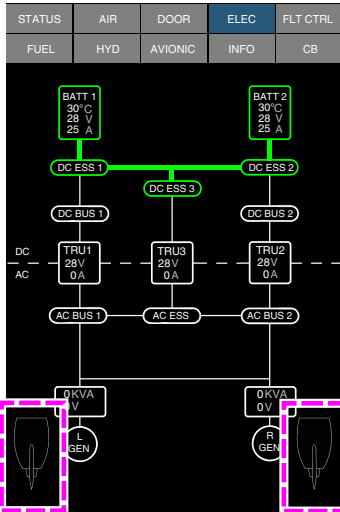 STATUS AIR DOOR ELEC FLT CTRL
FUEL HYD AVIONIC INFO CB
BATT 1 BATT 2
30°C 30°C
28 V 28 V
25 A 25 A
DC ESS 1 DC ESS 2
DC ESS 3
DC BUS 1 DC BUS 2
DC TRU1 TRU3 TRU2
28V 28V 28V
AC 0A 0A 0A
AC BUS 1 AC ESS AC BUS 2
0KVA 0KVA
V 0V
L R
GEN GEN